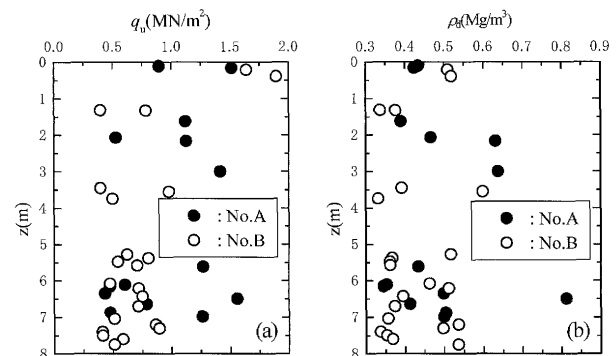 q_u(MN/m²)
0.0 0.5 1.0 1.5 2.0
0
1
2
3
4
5
6
7
8
z(m)
● : No.A
○ : No.B
(a)
ρ_d(Mg/m³)
0.3 0.4 0.5 0.6 0.7 0.8 0.9
0
1
2
3
4
5
6
7
8
z(m)
● : No.A
○ : No.B
(b)